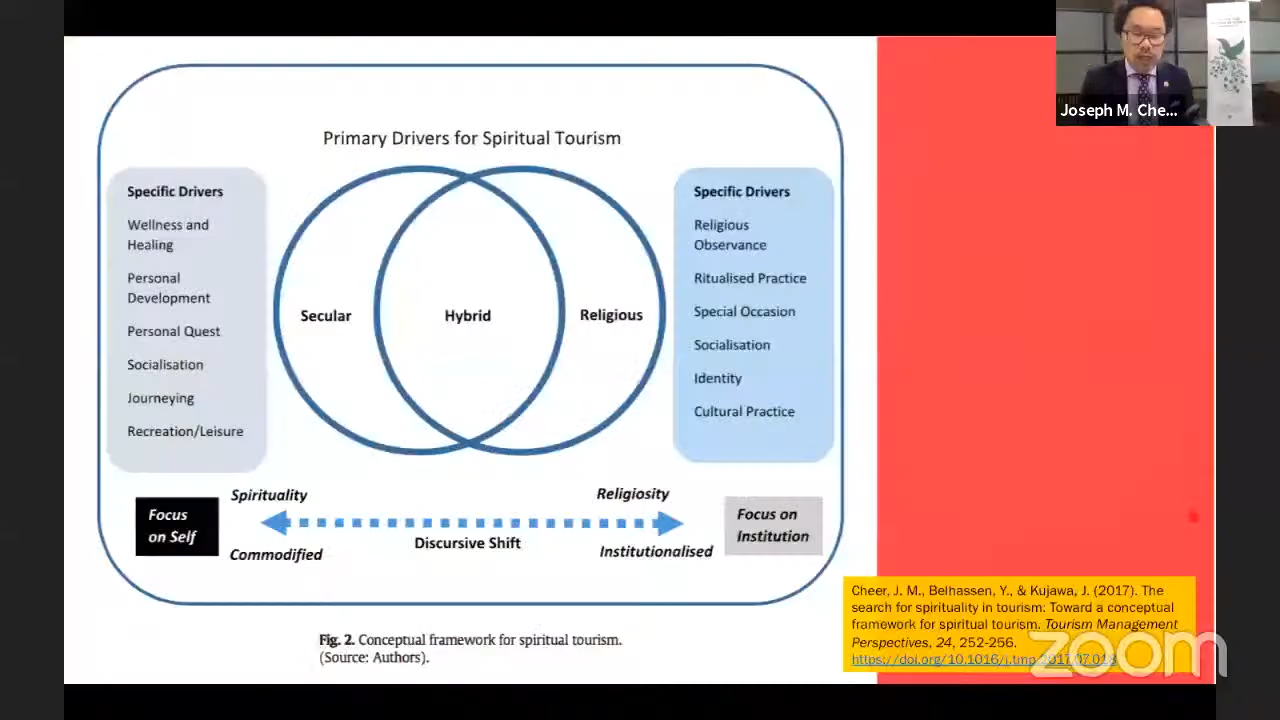 Joseph M. Che...
Primary Drivers for Spiritual Tourism
Specific Drivers
Wellness and
Healing
Personal
Development
Personal Quest
Socialisation
Journeying
Recreation/Leisure
Secular
Hybrid
Religious
Specific Drivers
Religious
Observance
Ritualised Practice
Special Occasion
Socialisation
Identity
Cultural Practice
Focus
on Self
Spirituality
Commodified
Discursive Shift
Religiosity
Institutionalised
Focus on
Institution
Fig. 2. Conceptual framework for spiritual tourism.
(Source: Authors).
Cheer, J. M., Belhassen, Y., & Kujawa, J. (2017). The
search for spirituality in tourism: Toward a conceptual
framework for spiritual tourism. Tourism Management
Perspectives, 24, 252-256.
https://doi.org/10.1016/j.tmp.2017.07.018
zoom